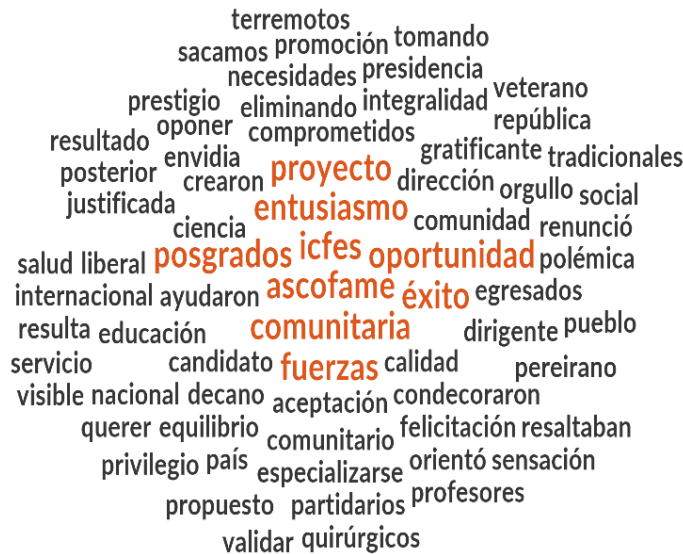 terremotos
sacamos promoción tomando
necesidades presidencia
prestigio eliminando integralidad veterano
resultado oponer comprometidos república
posterior envidia proyecto gratificante tradicionales
justificada crearon entusiasmo dirección orgullo social
ciencia comunidad renunció
salud liberal posgrados icfes oportunidad polémica
internacional ayudaron ascofame éxito egresados
resulta educación comunitaria dirigente pueblo
servicio candidato fuerzas calidad pereirano
visible nacional decano aceptación condecoraron
querer equilibrio comunitario felicitación resaltaban
privilegio país especializarse orientó sensación
propuesto partidarios profesores
validar quirúrgicos